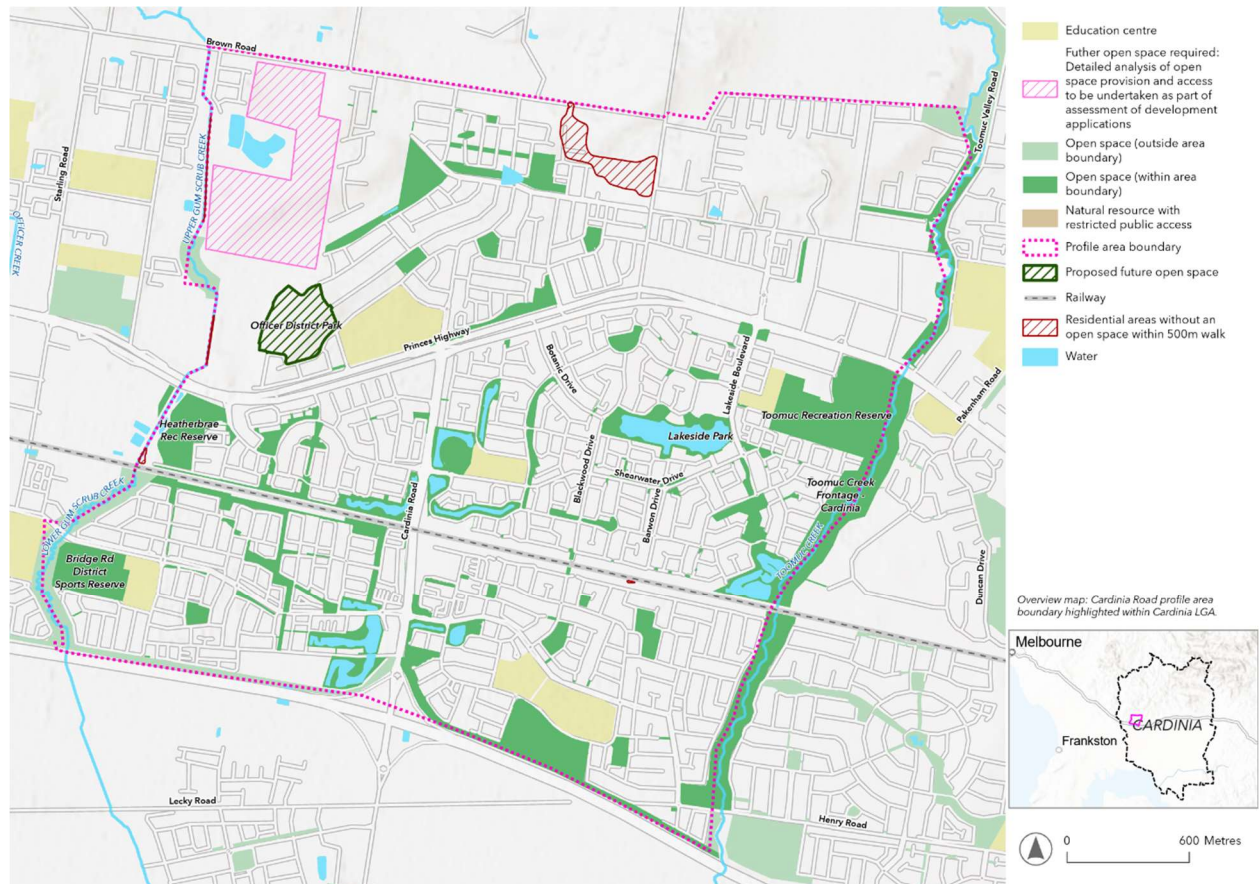 Brown Road
Starling Road
UPPER GUM SCRUB CREEK
OFFICER CREEK
Toomuc Valley Road
Officer District Park
Princes Highway
Botanic Drive
Lakeside Boulevard
Pakenham Road
Heatherbrae
Rec Reserve
Toomuc Recreation Reserve
Lakeside Park
Blackwood Drive
Shearwater Drive
Barwon Drive
Cardinia Road
Toomuc Creek
Frontage -
Cardinia
TOOMUC CREEK
LOWER GUM SCRUB CREEK
Bridge Rd
District
Sports Reserve
Duncan Drive
Lecky Road
Henry Road
Education centre
Futher open space required:
Detailed analysis of open
space provision and access
to be undertaken as part of
assessment of development
applications
Open space (outside area
boundary)
Open space (within area
boundary)
Natural resource with
restricted public access
Profile area boundary
Proposed future open space
Railway
Residential areas without an
open space within 500m walk
Water
Overview map: Cardinia Road profile area
boundary highlighted within Cardinia LGA.
Melbourne
CARDINIA
Frankston
0 600 Metres